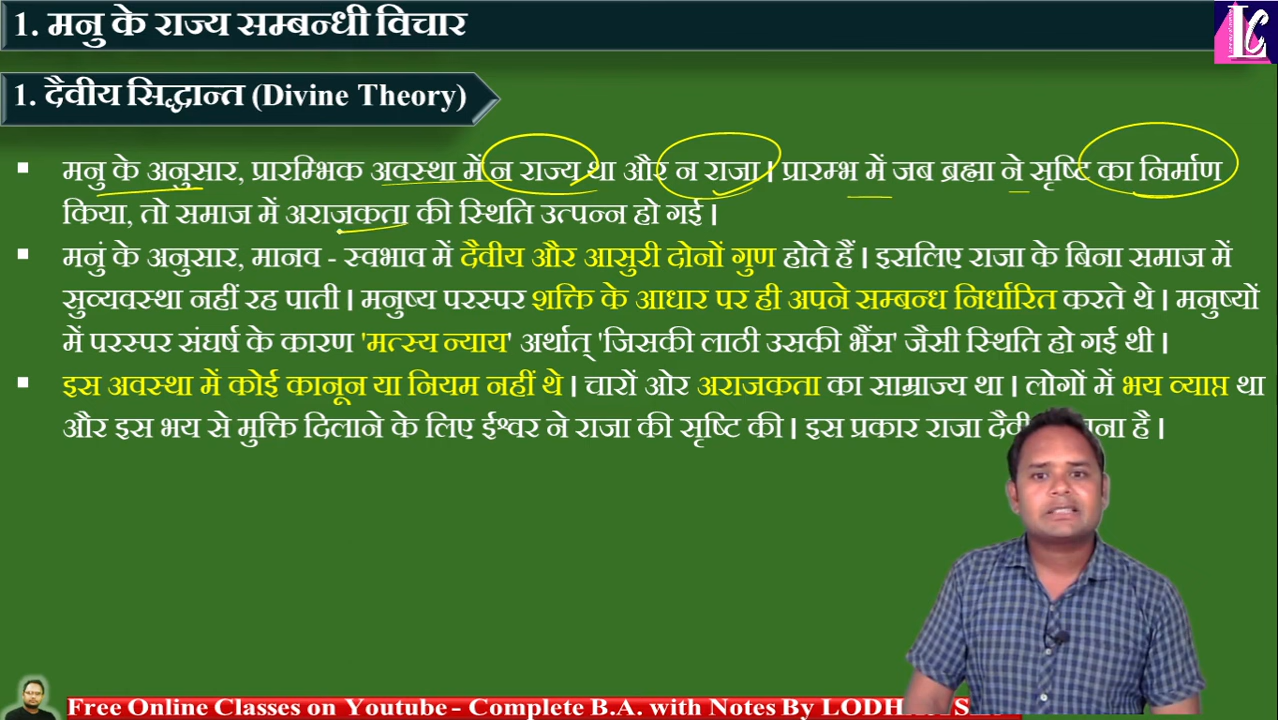 1. मनु के राज्य सम्बन्धी विचार
LC
1. दैवीय सिद्धान्त (Divine Theory)
▪ मनु के अनुसार, प्रारम्भिक अवस्था में न राज्य था और न राजा। प्रारम्भ में जब ब्रह्मा ने सृष्टि का निर्माण
किया, तो समाज में अराजकता की स्थिति उत्पन्न हो गई।
▪ मनुं के अनुसार, मानव - स्वभाव में दैवीय और आसुरी दोनों गुण होते हैं। इसलिए राजा के बिना समाज में
सुव्यवस्था नहीं रह पाती। मनुष्य परस्पर शक्ति के आधार पर ही अपने सम्बन्ध निर्धारित करते थे। मनुष्यों
में परस्पर संघर्ष के कारण 'मत्स्य न्याय' अर्थात् 'जिसकी लाठी उसकी भैंस' जैसी स्थिति हो गई थी।
▪ इस अवस्था में कोई कानून या नियम नहीं थे। चारों ओर अराजकता का साम्राज्य था। लोगों में भय व्याप्त था
और इस भय से मुक्ति दिलाने के लिए ईश्वर ने राजा की सृष्टि की। इस प्रकार राजा है।
Free Online Classes on Youtube - Complete B.A. with Notes By